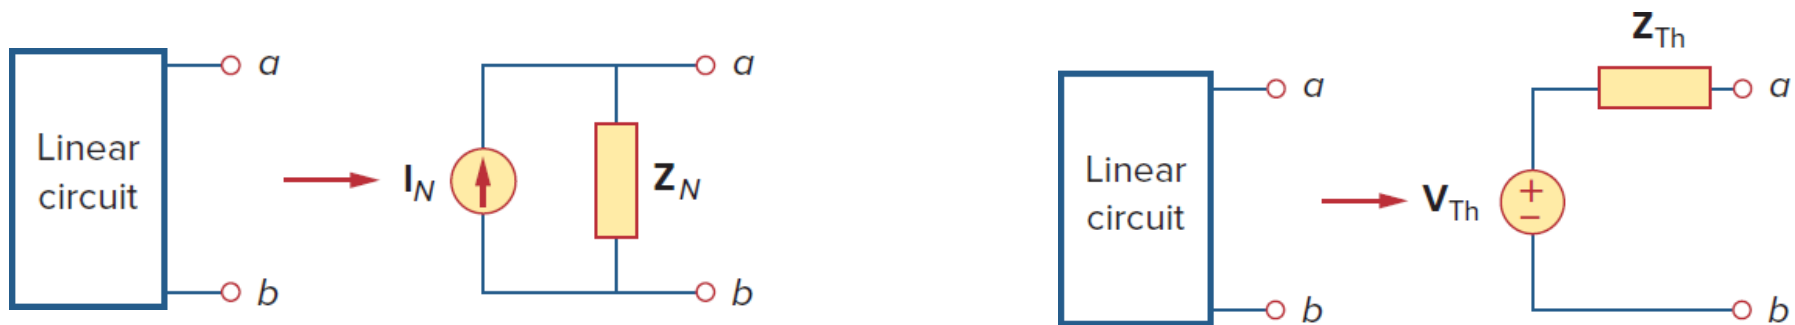 Linear
circuit
a
b
I_N
Z_N
a
b
Linear
circuit
a
b
V_Th
+
−
Z_Th
a
b